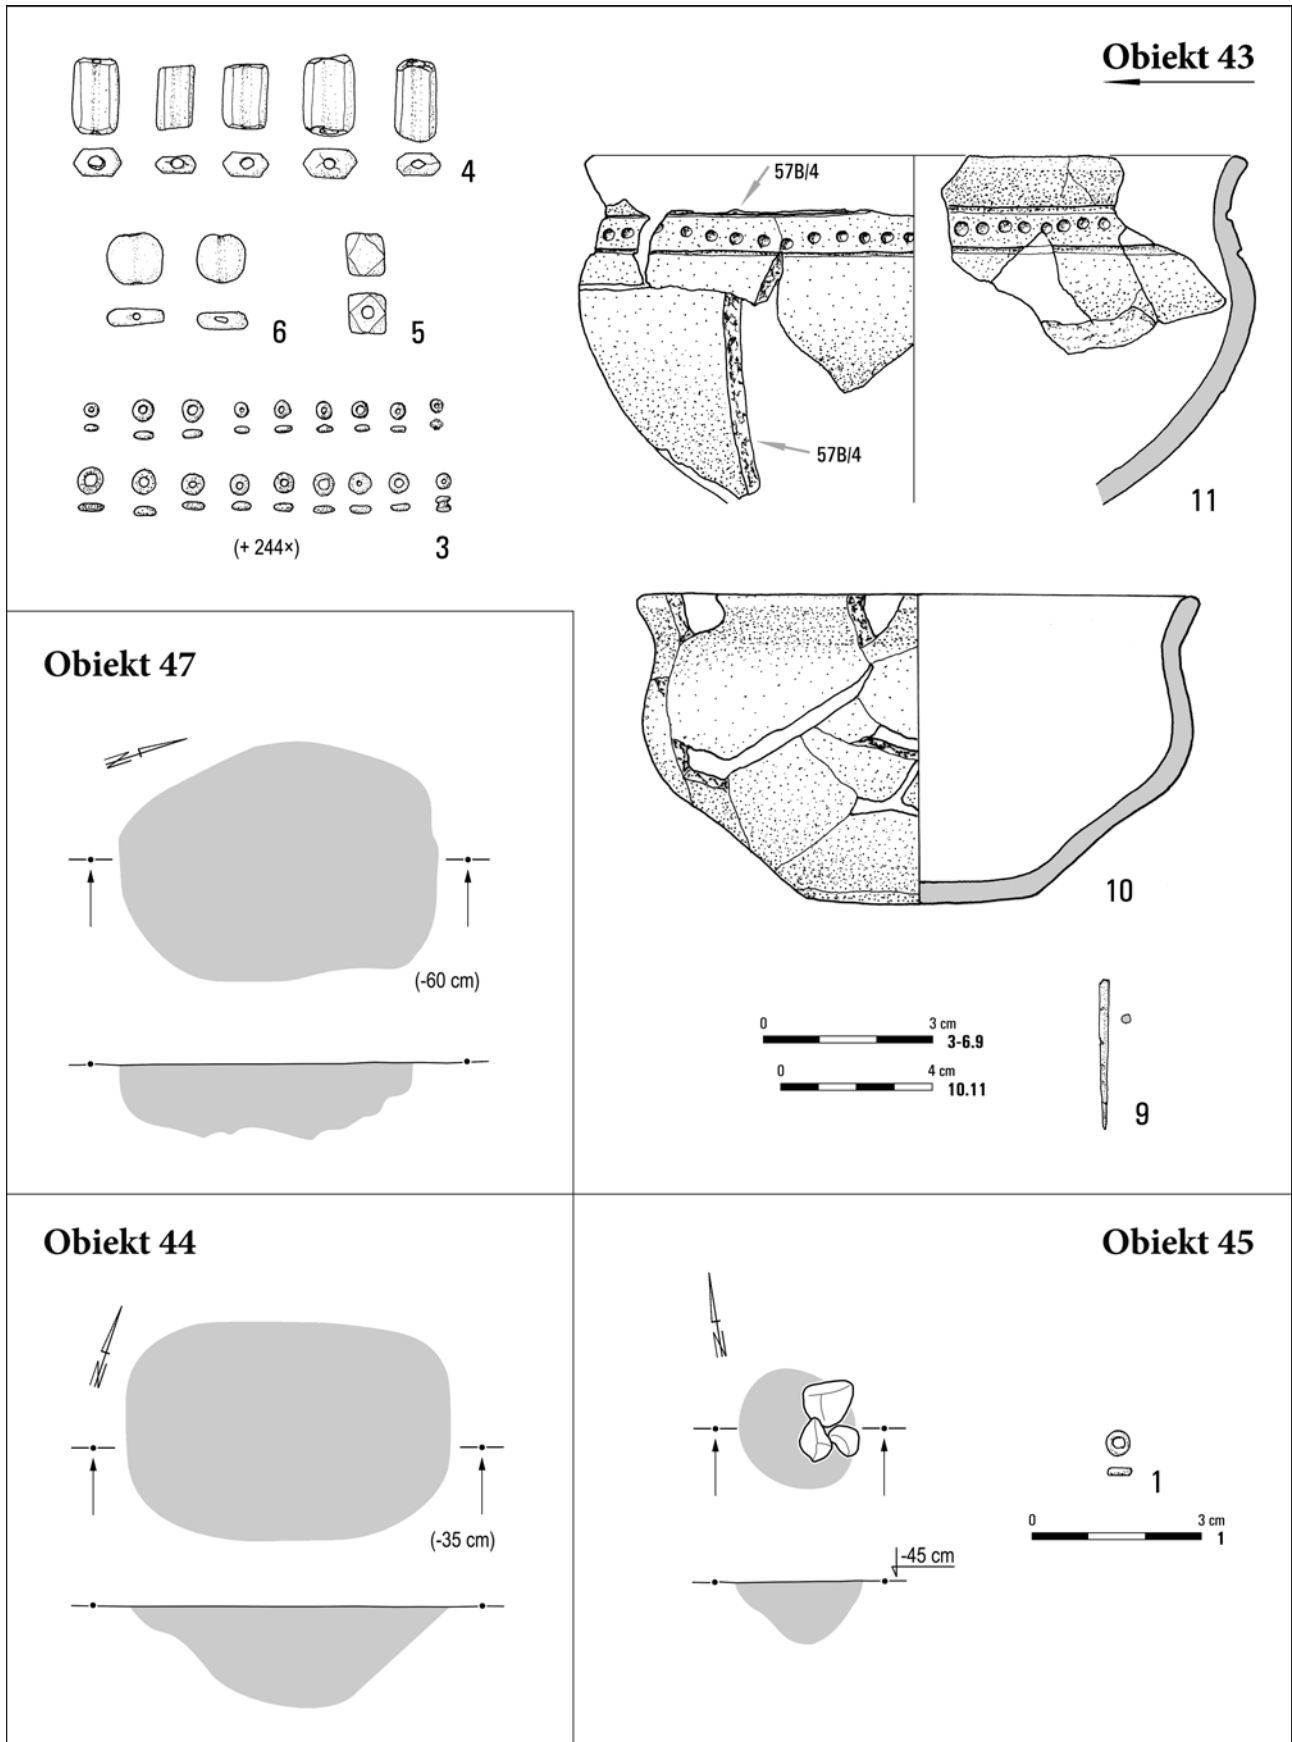 Obiekt 43
4
57B/4
6
5
57B/4
11
(+ 244×)
3
Obiekt 47
N
(-60 cm)
10
0 3 cm
3-6.9
0 4 cm
10.11
9
Obiekt 44
N
(-35 cm)
Obiekt 45
N
1
0 3 cm
1
-45 cm